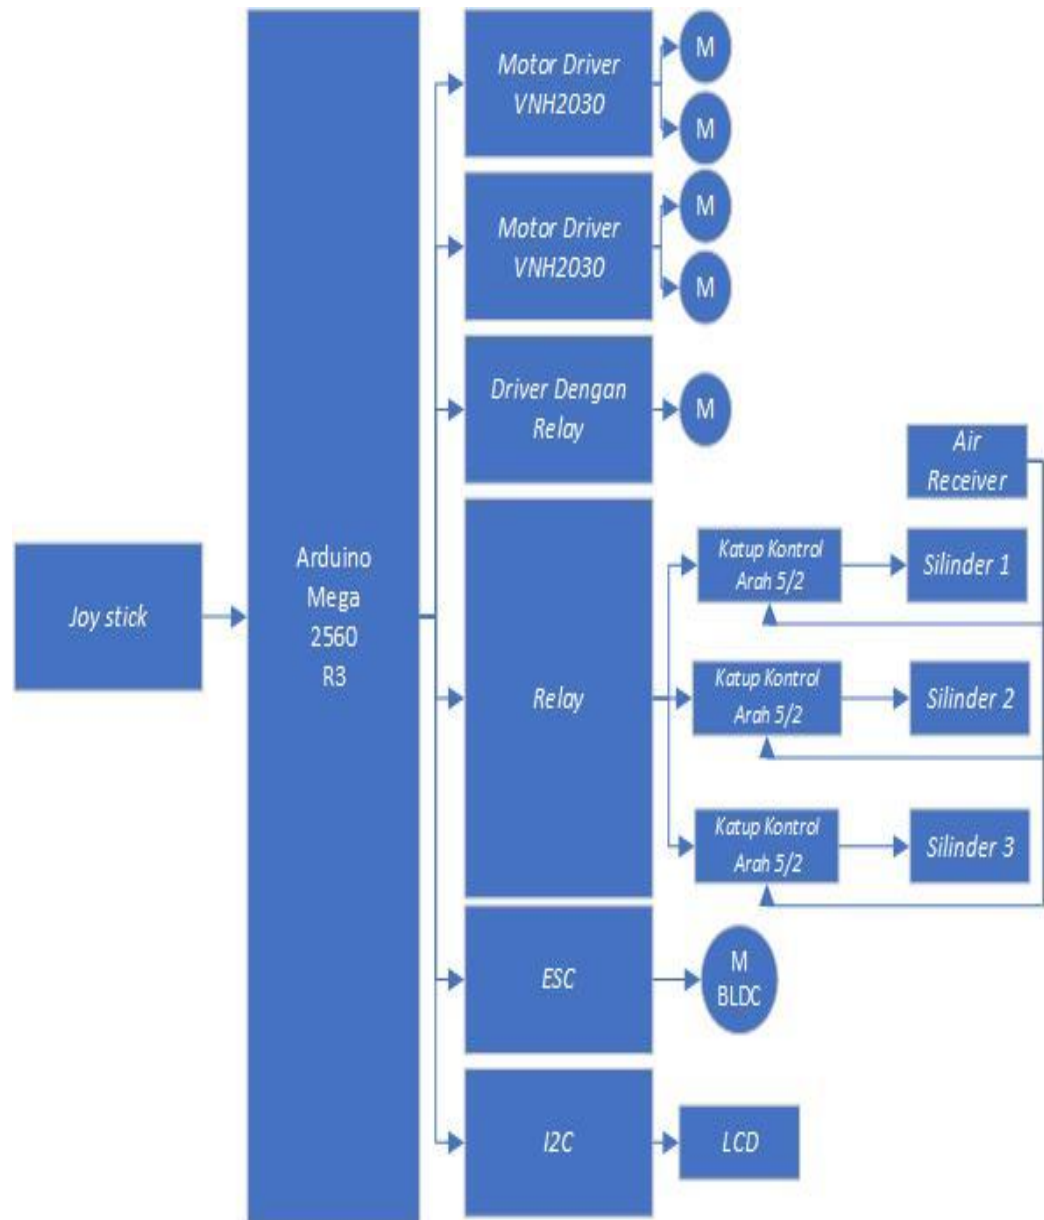 Motor Driver
VNH2030
M
M
Motor Driver
VNH2030
M
M
Driver Dengan
Relay
M
Air
Receiver
Joy stick
Arduino
Mega
2560
R3
Relay
Katup Kontrol
Arah 5/2
Silinder 1
Katup Kontrol
Arah 5/2
Silinder 2
Katup Kontrol
Arah 5/2
Silinder 3
ESC
M
BLDC
I2C
LCD